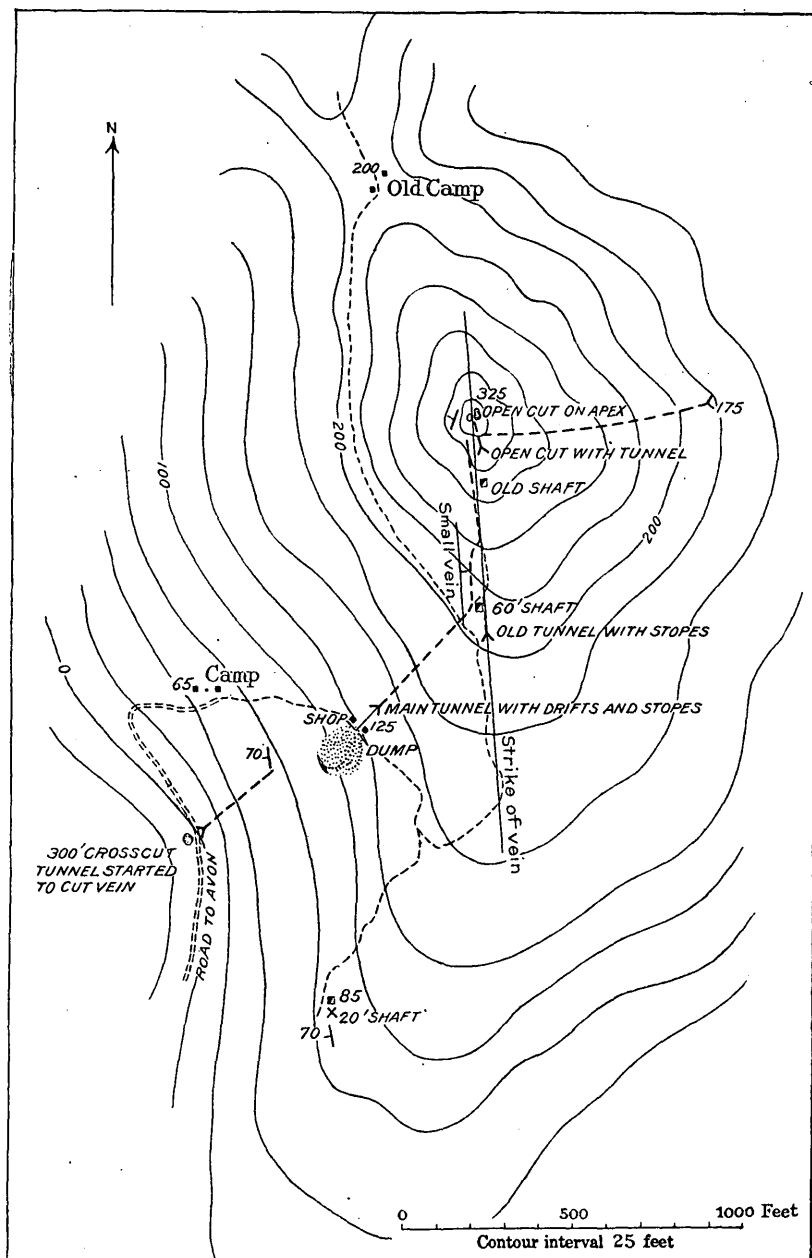 N
200
Old Camp
325
OPEN CUT ON APEX
175
OPEN CUT WITH TUNNEL
OLD SHAFT
200
100
200
Small vein
60' SHAFT
OLD TUNNEL WITH STOPES
0
65
Camp
MAIN TUNNEL WITH DRIFTS AND STOPES
SHOP
125
DUMP
70
Strike of vein
300' CROSSCUT
TUNNEL STARTED
TO CUT VEIN
ROAD TO AVON
85
20' SHAFT
70
0 500 1000 Feet
Contour interval 25 feet